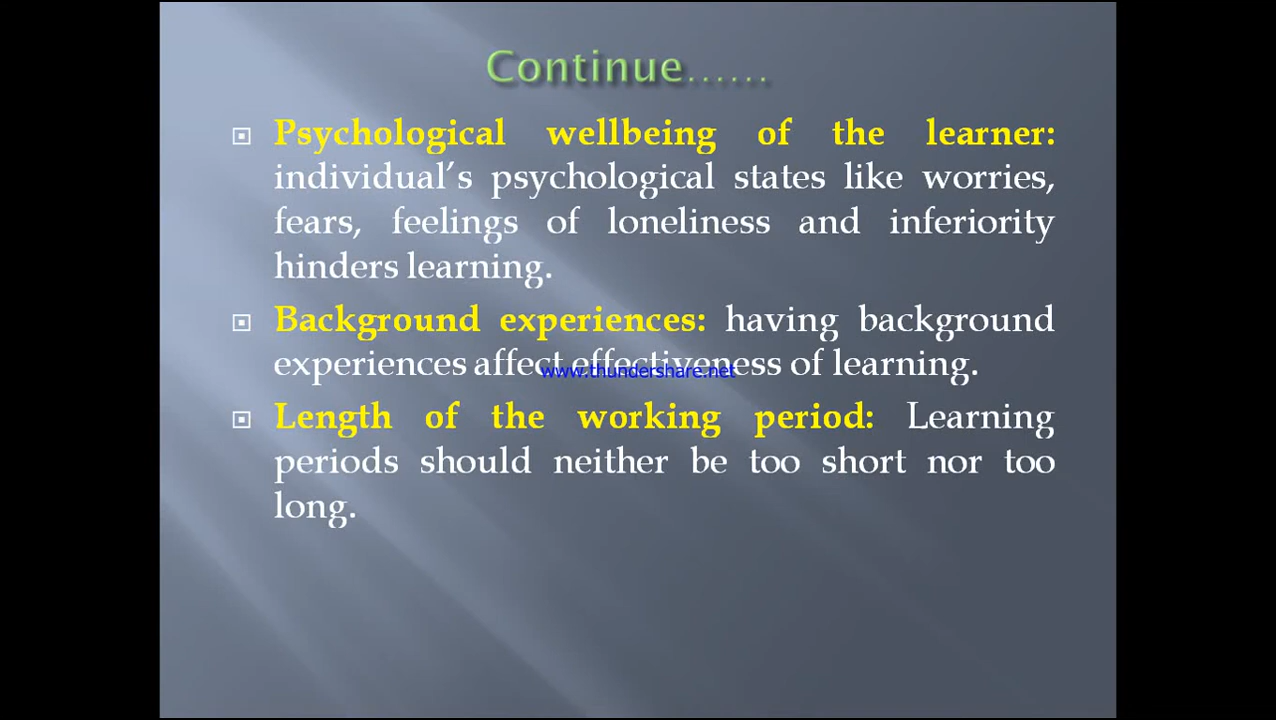 Continue......
Psychological wellbeing of the learner:
individual’s psychological states like worries,
fears, feelings of loneliness and inferiority
hinders learning.
Background experiences: having background
experiences affect effectiveness of learning.
www.thundershare.net
Length of the working period: Learning
periods should neither be too short nor too
long.